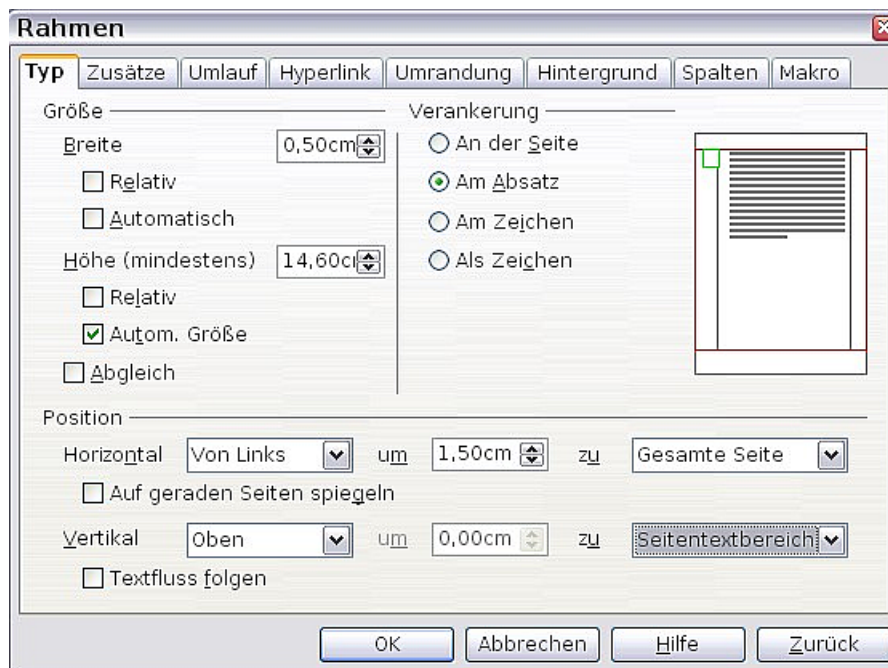 Rahmen
Typ Zusätze Umlauf Hyperlink Umrandung Hintergrund Spalten Makro
Größe Verankerung
Breite 0,50cm An der Seite
Relativ Am Absatz
Automatisch Am Zeichen
Höhe (mindestens) 14,60c Als Zeichen
Relativ
Autom. Größe
Abgleich
Position
Horizontal Von Links um 1,50cm zu Gesamte Seite
Auf geraden Seiten spiegeln
Vertikal Oben um 0,00cm zu Seitentextbereich
Textfluss folgen
OK Abbrechen Hilfe Zurück